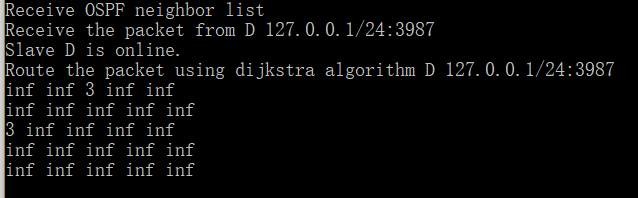 Receive OSPF neighbor list
Receive the packet from D 127.0.0.1/24:3987
Slave D is online.
Route the packet using dijkstra algorithm D 127.0.0.1/24:3987
inf inf 3 inf inf
inf inf inf inf inf
3 inf inf inf inf
inf inf inf inf inf
inf inf inf inf inf